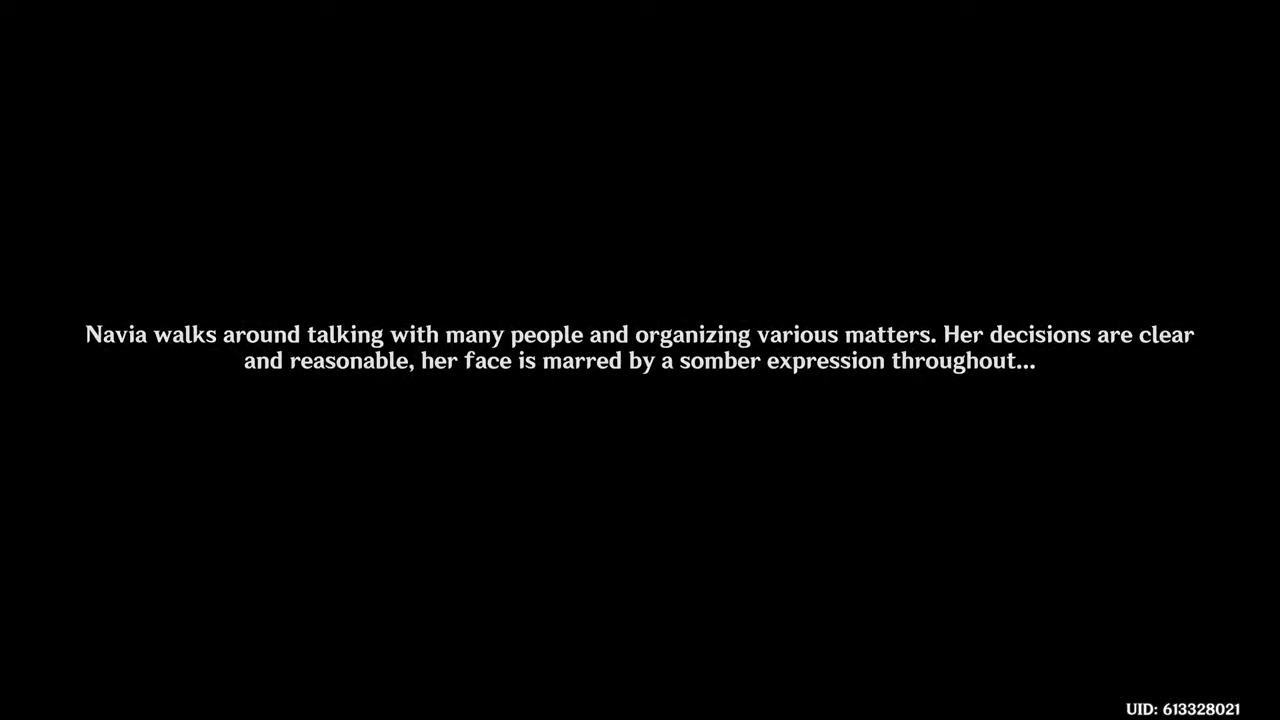 Navia walks around talking with many people and organizing various matters. Her decisions are clear
and reasonable, her face is marred by a somber expression throughout...
UID: 613328021